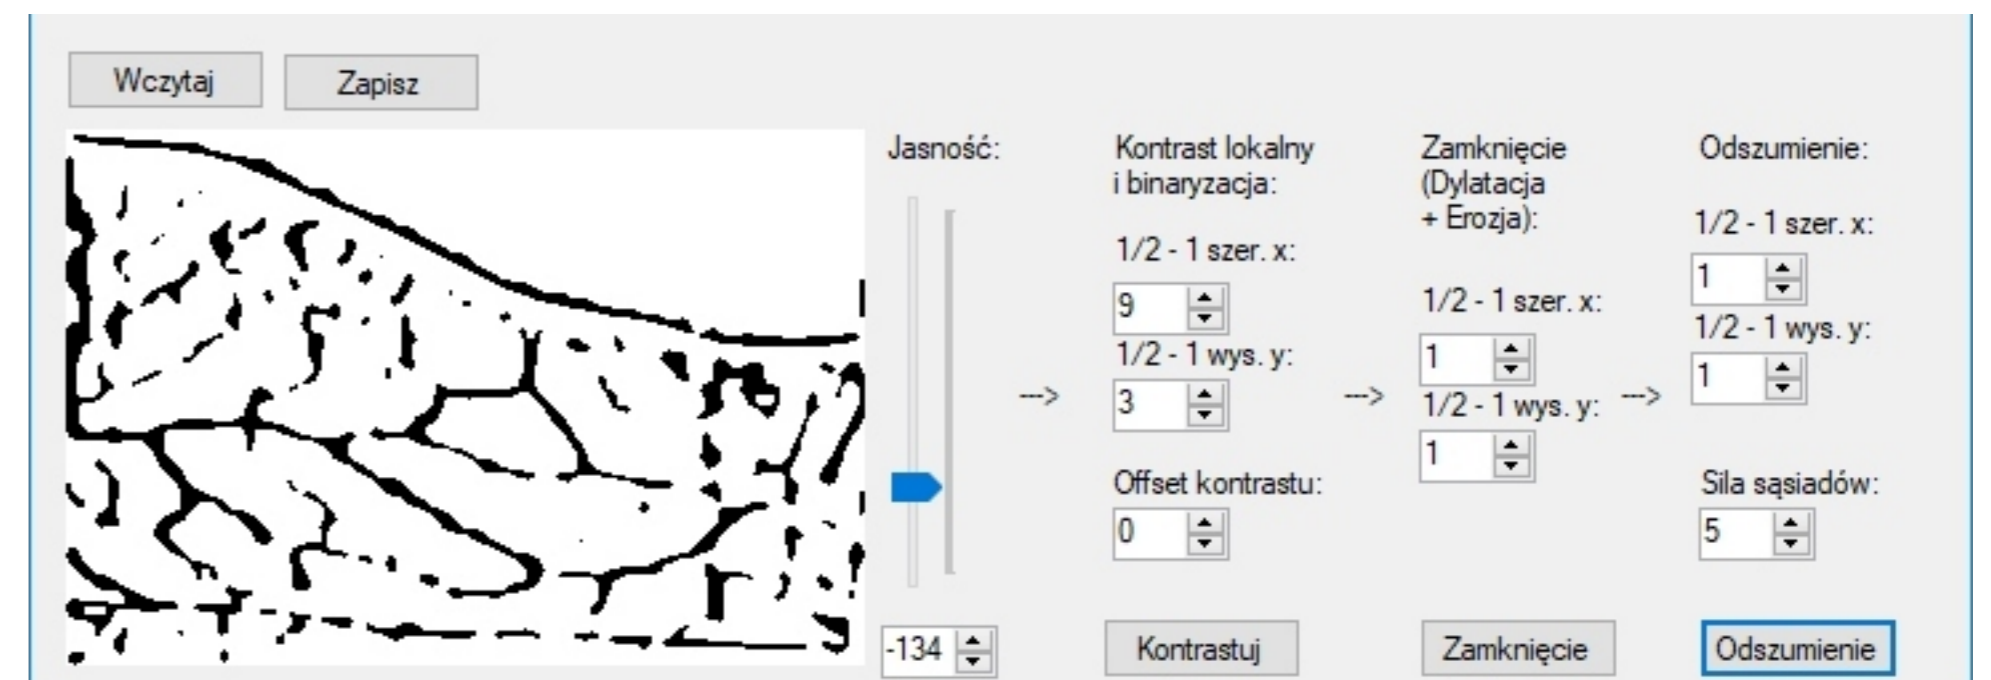 Wczytaj
Zapisz
Jasność:
-134
-->
Kontrast lokalny
i binaryzacja:
1/2 - 1 szer. x:
9
1/2 - 1 wys. y:
3
Offset kontrastu:
0
Kontrastuj
-->
Zamknięcie
(Dylatacja
+ Erozja):
1/2 - 1 szer. x:
1
1/2 - 1 wys. y:
1
Zamknięcie
-->
Odszumienie:
1/2 - 1 szer. x:
1
1/2 - 1 wys. y:
1
Sila sąsiadów:
5
Odszumienie